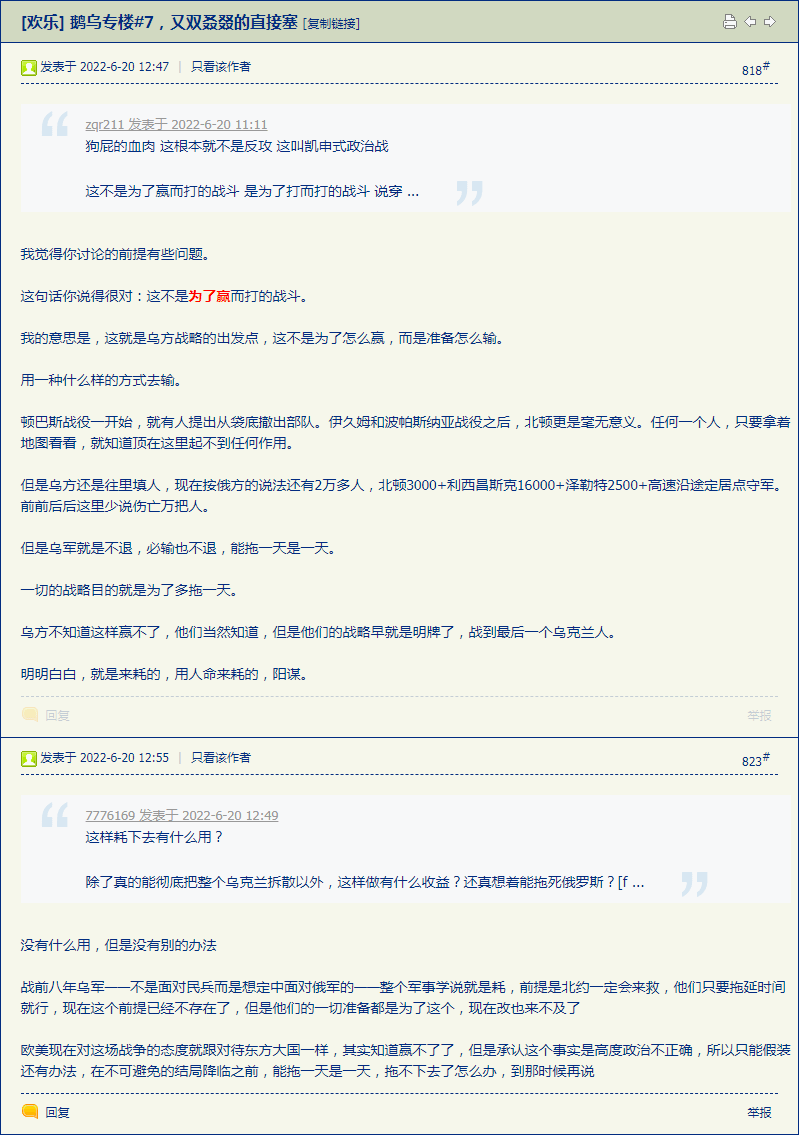 [欢乐] 鹅乌专楼#7，又双叒叕的直接塞 [复制链接]
发表于 2022-6-20 12:47 | 只看该作者
818#
zqr211 发表于 2022-6-20 11:11
狗屁的血肉 这根本就不是反攻 这叫凯申式政治战
这不是为了赢而打的战斗 是为了打而打的战斗 说穿 ...
我觉得你讨论的前提有些问题。
这句话你说得很对：这不是为了赢而打的战斗。
我的意思是，这就是乌方战略的出发点，这不是为了怎么赢，而是准备怎么输。
用一种什么样的方式去输。
顿巴斯战役一开始，就有人提出从袋底撤出部队。伊久姆和波帕斯纳亚战役之后，北顿更是毫无意义。任何一个人，只要拿着
地图看看，就知道顶在这里起不到任何作用。
但是乌方还是往里填人，现在按俄方的说法还有2万多人，北顿3000+利西昌斯克16000+泽勒特2500+高速沿途定居点守军。
前前后后这里少说伤亡万把人。
但是乌军就是不退，必输也不退，能拖一天是一天。
一切的战略目的就是为了多拖一天。
乌方不知道这样赢不了，他们当然知道，但是他们的战略早就是明牌了，战到最后一个乌克兰人。
明明白白，就是来耗的，用人命来耗的，阳谋。
回复
举报
发表于 2022-6-20 12:55 | 只看该作者
823#
7776169 发表于 2022-6-20 12:49
这样耗下去有什么用？
除了真的能彻底把整个乌克兰拆散以外，这样做有什么收益？还真想着能拖死俄罗斯？[f ...
没有什么用，但是没有别的办法
战前八年乌军——不是面对民兵而是想定中面对俄军的——整个军事学说就是耗，前提是北约一定会来救，他们只要拖延时间
就行，现在这个前提已经不存在了，但是他们的一切准备都是为了这个，现在改也来不及了
欧美现在对这场战争的态度就跟对待东方大国一样，其实知道赢不了了，但是承认这个事实是高度政治不正确，所以只能假装
还有办法，在不可避免的结局降临之前，能拖一天是一天，拖不下去了怎么办，到那时候再说
回复
举报